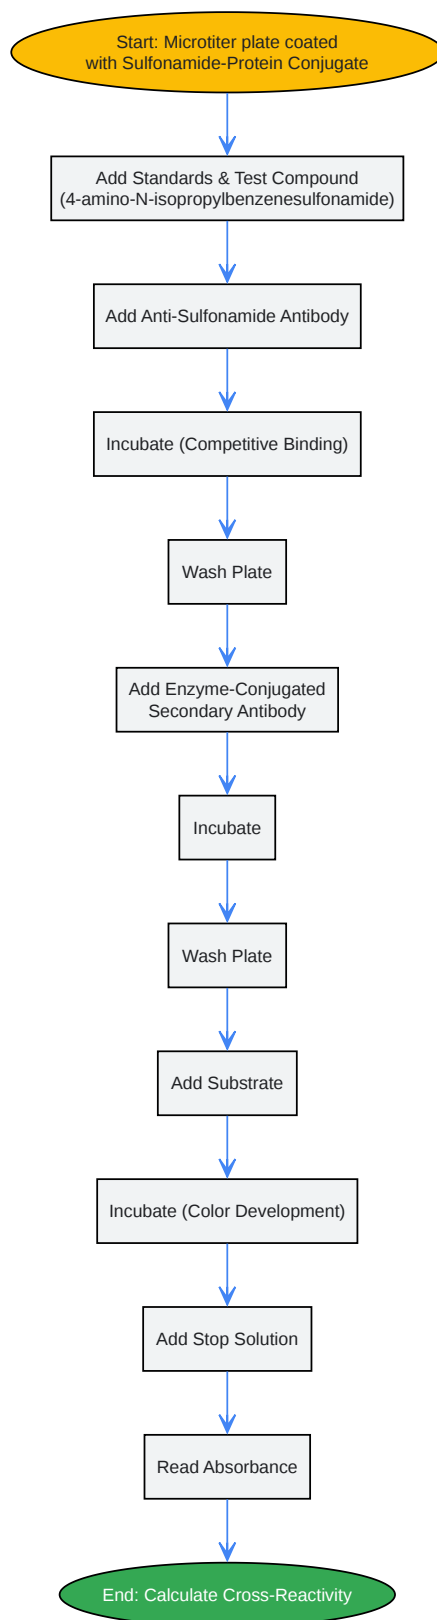 Start: Microtiter plate coated
with Sulfonamide-Protein Conjugate
Add Standards & Test Compound
(4-amino-N-isopropylbenzenesulfonamide)
Add Anti-Sulfonamide Antibody
Incubate (Competitive Binding)
Wash Plate
Add Enzyme-Conjugated
Secondary Antibody
Incubate
Wash Plate
Add Substrate
Incubate (Color Development)
Add Stop Solution
Read Absorbance
End: Calculate Cross-Reactivity